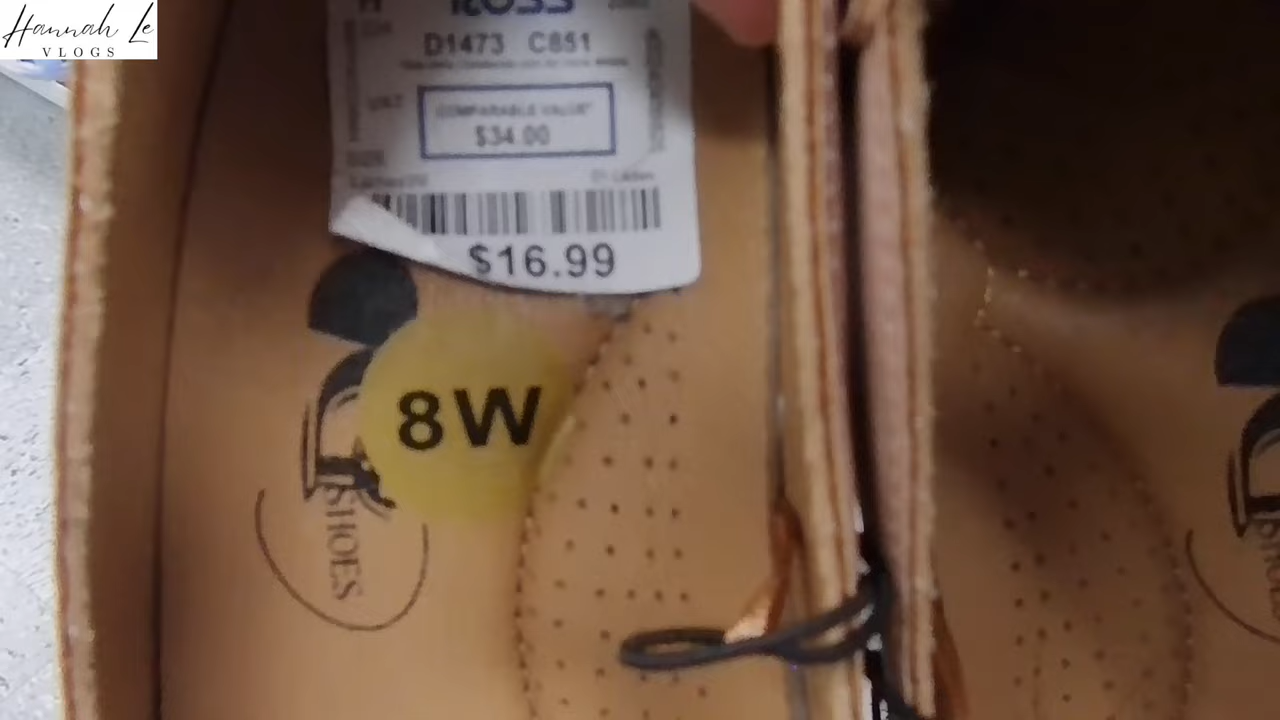 Hannah Le
VLOGS
ROSS
D1473 C851
COMPARABLE VALUE*
$34.00
$16.99
8W
SHOES